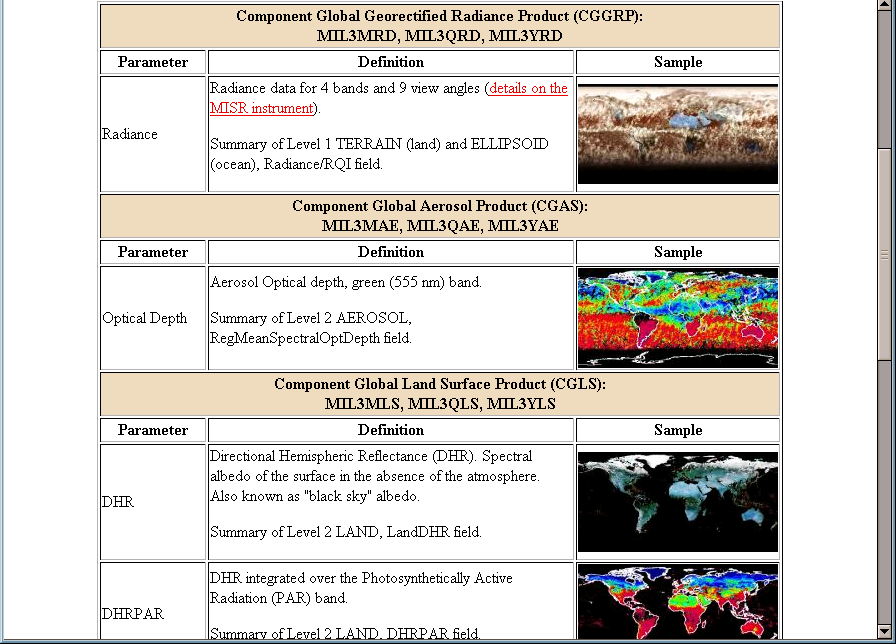 Component Global Georectified Radiance Product (CGGRP):
MIL3MRD, MIL3QRD, MIL3YRD
Parameter Definition Sample
Radiance data for 4 bands and 9 view angles (details on the
MISR instrument).
Radiance
Summary of Level 1 TERRAIN (land) and ELLIPSOID
(ocean), Radiance/RQI field.
Component Global Aerosol Product (CGAS):
MIL3MAE, MIL3QAE, MIL3YAE
Parameter Definition Sample
Aerosol Optical depth, green (555 nm) band.
Optical Depth
Summary of Level 2 AEROSOL,
RegMeanSpectralOptDepth field.
Component Global Land Surface Product (CGLS):
MIL3MLS, MIL3QLS, MIL3YLS
Parameter Definition Sample
Directional Hemispheric Reflectance (DHR). Spectral
albedo of the surface in the absence of the atmosphere.
Also known as "black sky" albedo.
DHR
Summary of Level 2 LAND, LandDHR field.
DHR integrated over the Photosynthetically Active
Radiation (PAR) band.
DHRPAR
Summary of Level 2 LAND, DHRPAR field.